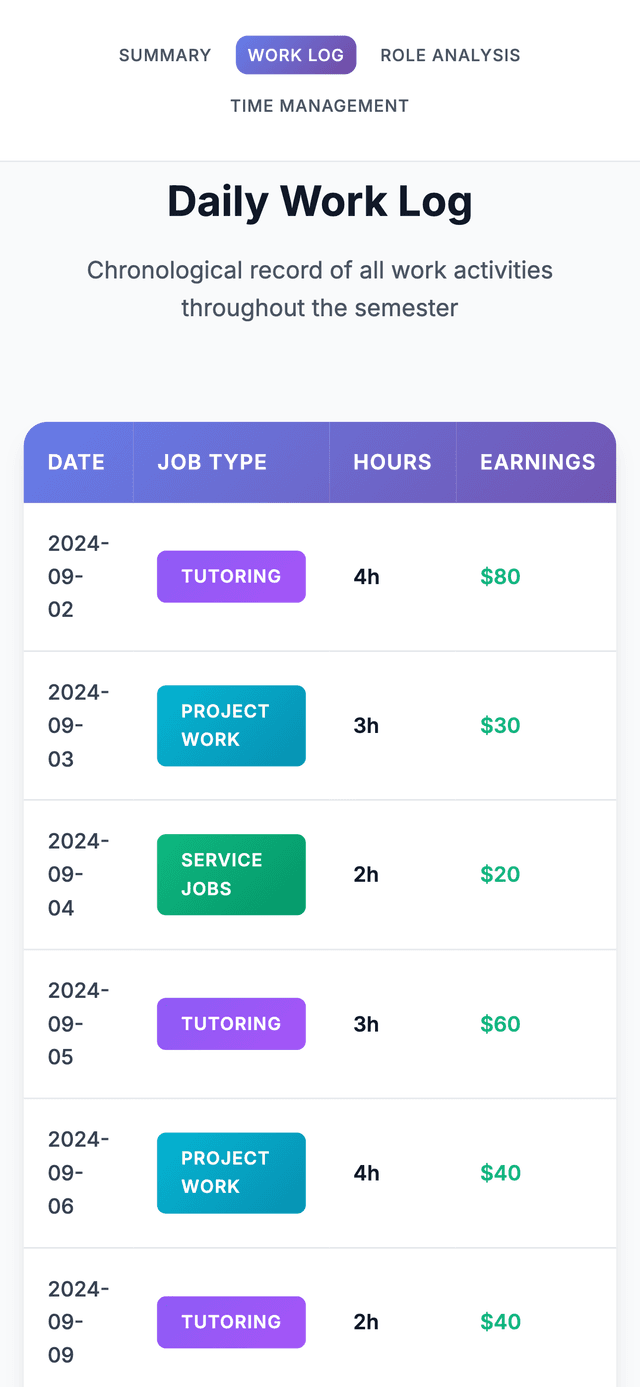 SUMMARY WORK LOG ROLE ANALYSIS
TIME MANAGEMENT
Daily Work Log
Chronological record of all work activities
throughout the semester
DATE JOB TYPE HOURS EARNINGS
2024-
09-
02
TUTORING
4h
$80
2024-
09-
03
PROJECT
WORK
3h
$30
2024-
09-
04
SERVICE
JOBS
2h
$20
2024-
09-
05
TUTORING
3h
$60
2024-
09-
06
PROJECT
WORK
4h
$40
2024-
09-
09
TUTORING
2h
$40